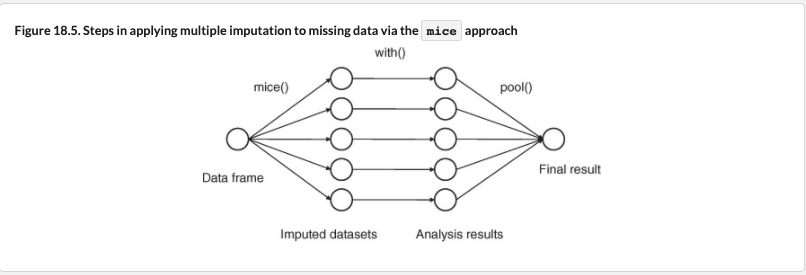 Figure 18.5. Steps in applying multiple imputation to missing data via the mice approach
with()
mice()
pool()
Data frame
Final result
Imputed datasets
Analysis results